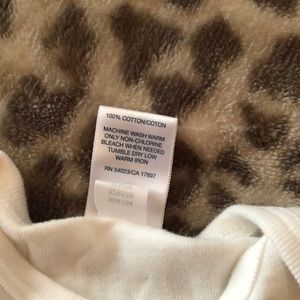 100% COTTON/COTON
MACHINE WASH WARM
ONLY NON-CHLORINE
BLEACH WHEN NEEDED
TUMBLE DRY LOW
WARM IRON
RN 54023/CA 17897